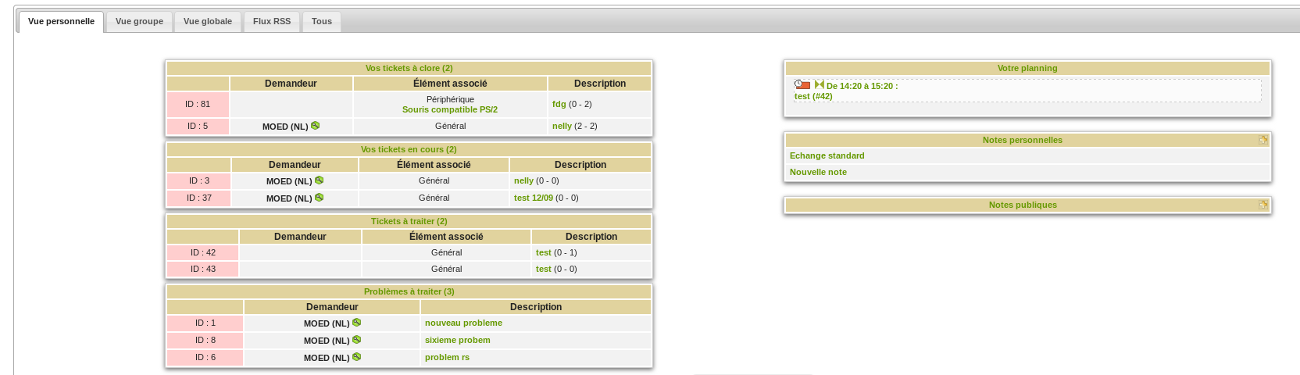 Vue personnelle Vue groupe Vue globale Flux RSS Tous
Vos tickets à clore (2)
Demandeur Élément associé Description
ID : 81 Périphérique
Souris compatible PS/2 fdg (0 - 2)
ID : 5 MOED (NL) Général nelly (2 - 2)
Vos tickets en cours (2)
Demandeur Élément associé Description
ID : 3 MOED (NL) Général nelly (0 - 0)
ID : 37 MOED (NL) Général test 12/09 (0 - 0)
Tickets à traiter (2)
Demandeur Élément associé Description
ID : 42 Général test (0 - 1)
ID : 43 Général test (0 - 0)
Problèmes à traiter (3)
Demandeur Description
ID : 1 MOED (NL) nouveau probleme
ID : 8 MOED (NL) sixieme probem
ID : 6 MOED (NL) problem rs
Votre planning
De 14:20 à 15:20 :
test (#42)
Notes personnelles
Echange standard
Nouvelle note
Notes publiques